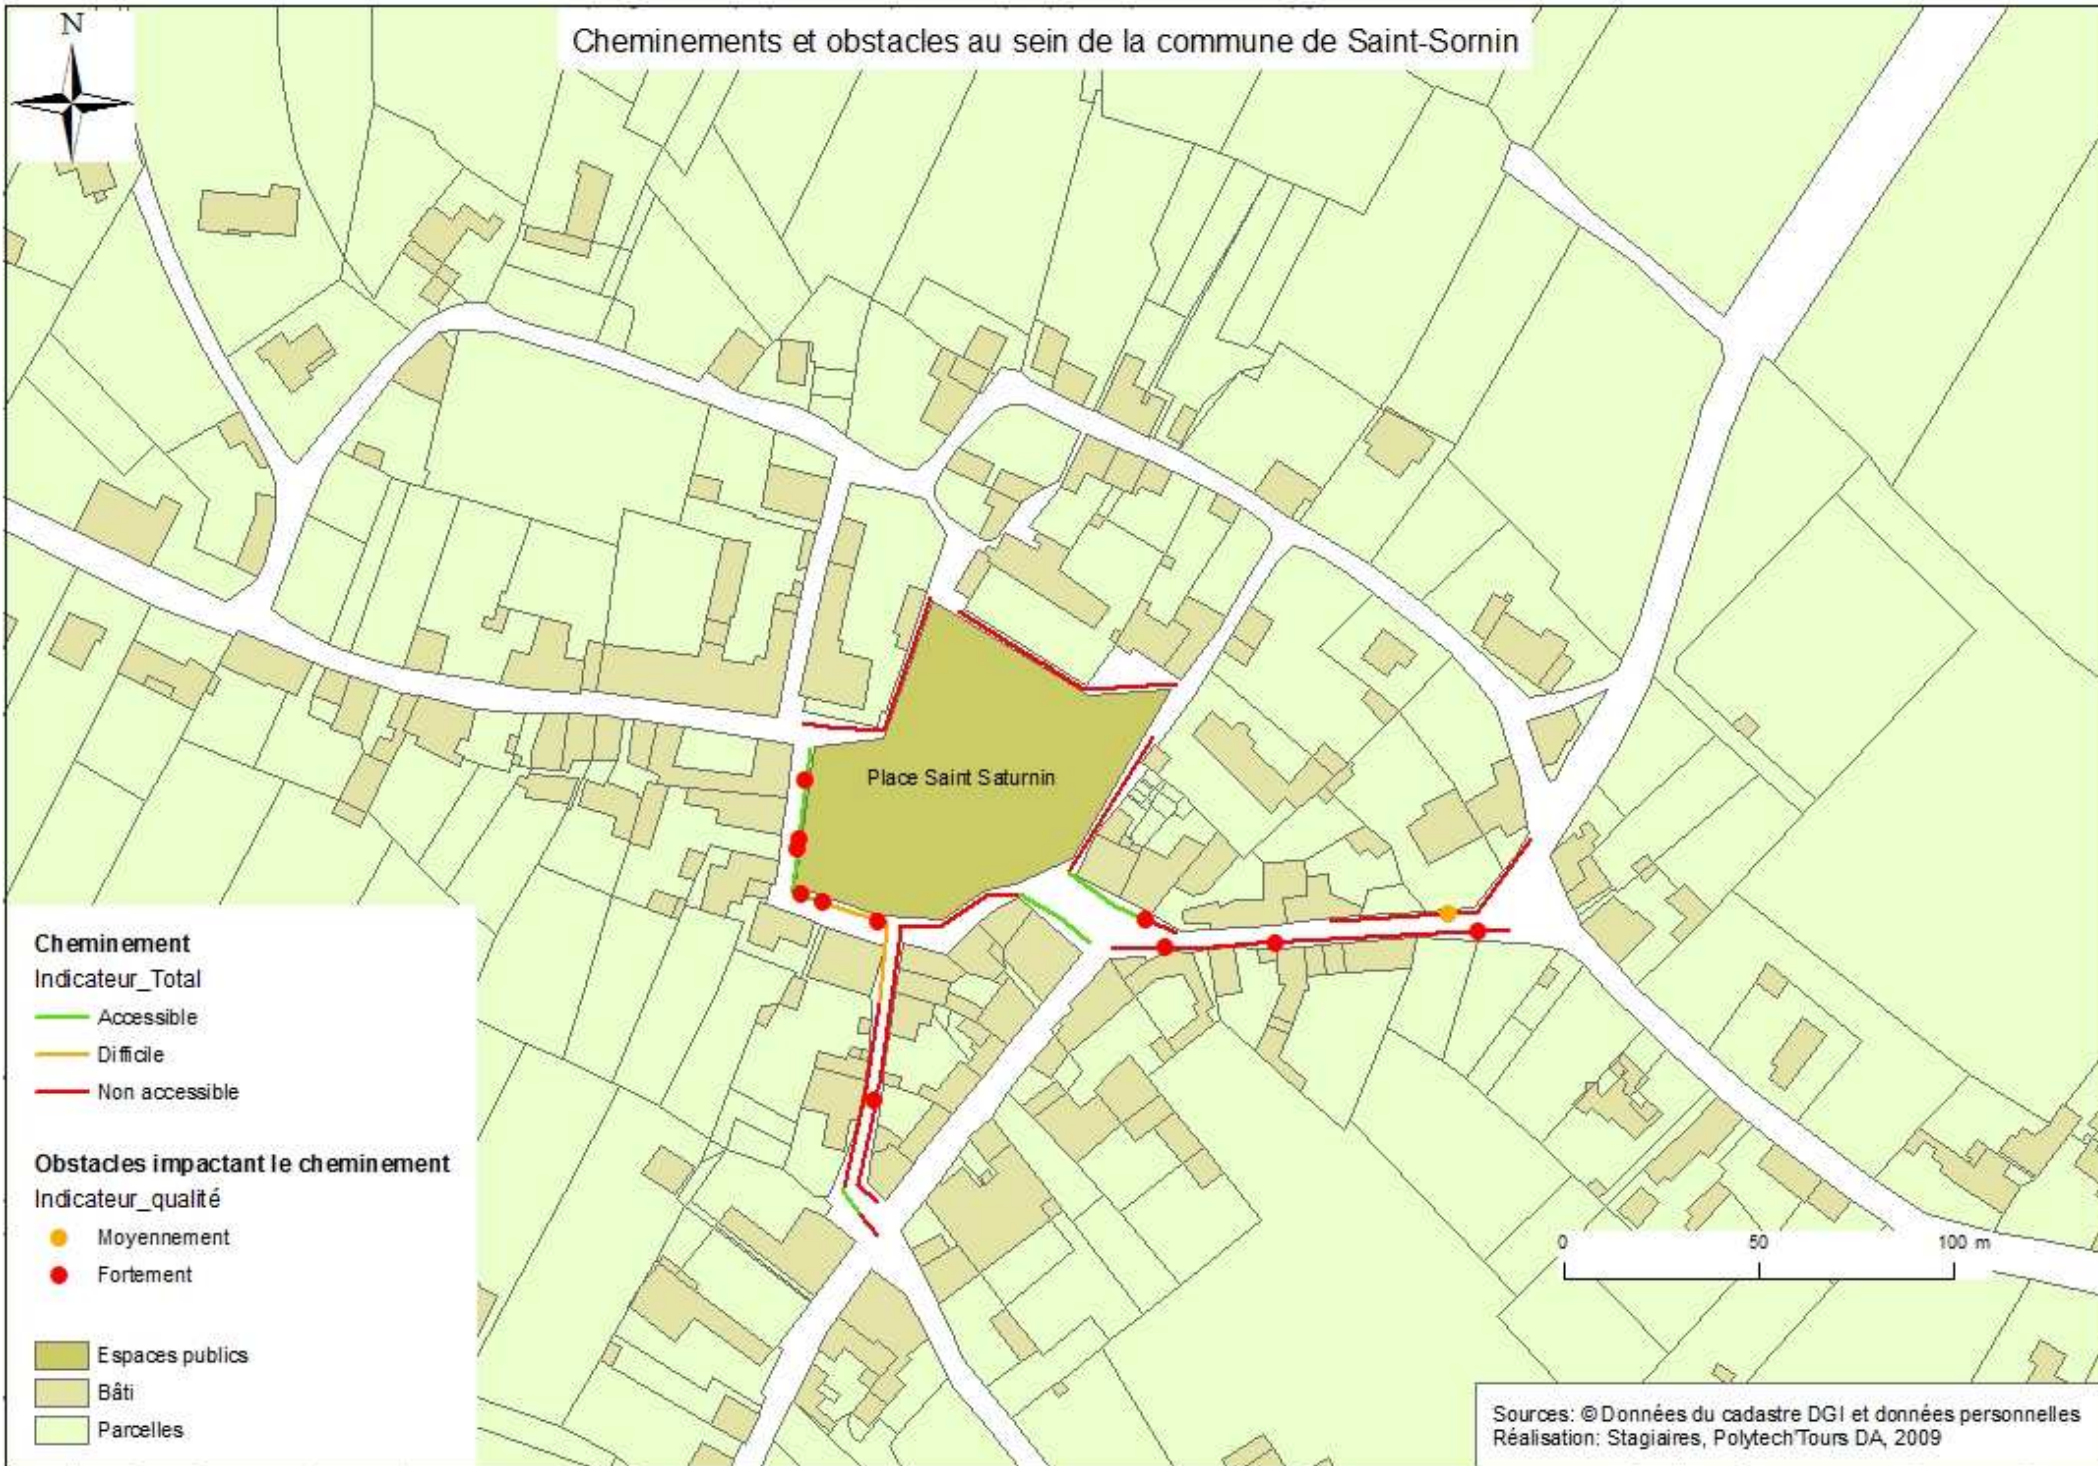 N
Cheminements et obstacles au sein de la commune de Saint-Sornin
Place Saint Saturnin
Cheminement
Indicateur_Total
Accessible
Difficile
Non accessible
Obstacles impactant le cheminement
Indicateur_qualité
Moyennement
Fortement
Espaces publics
Bâti
Parcelles
0 50 100 m
Sources: © Données du cadastre DGI et données personnelles
Réalisation: Stagiaires, Polytech'Tours DA, 2009